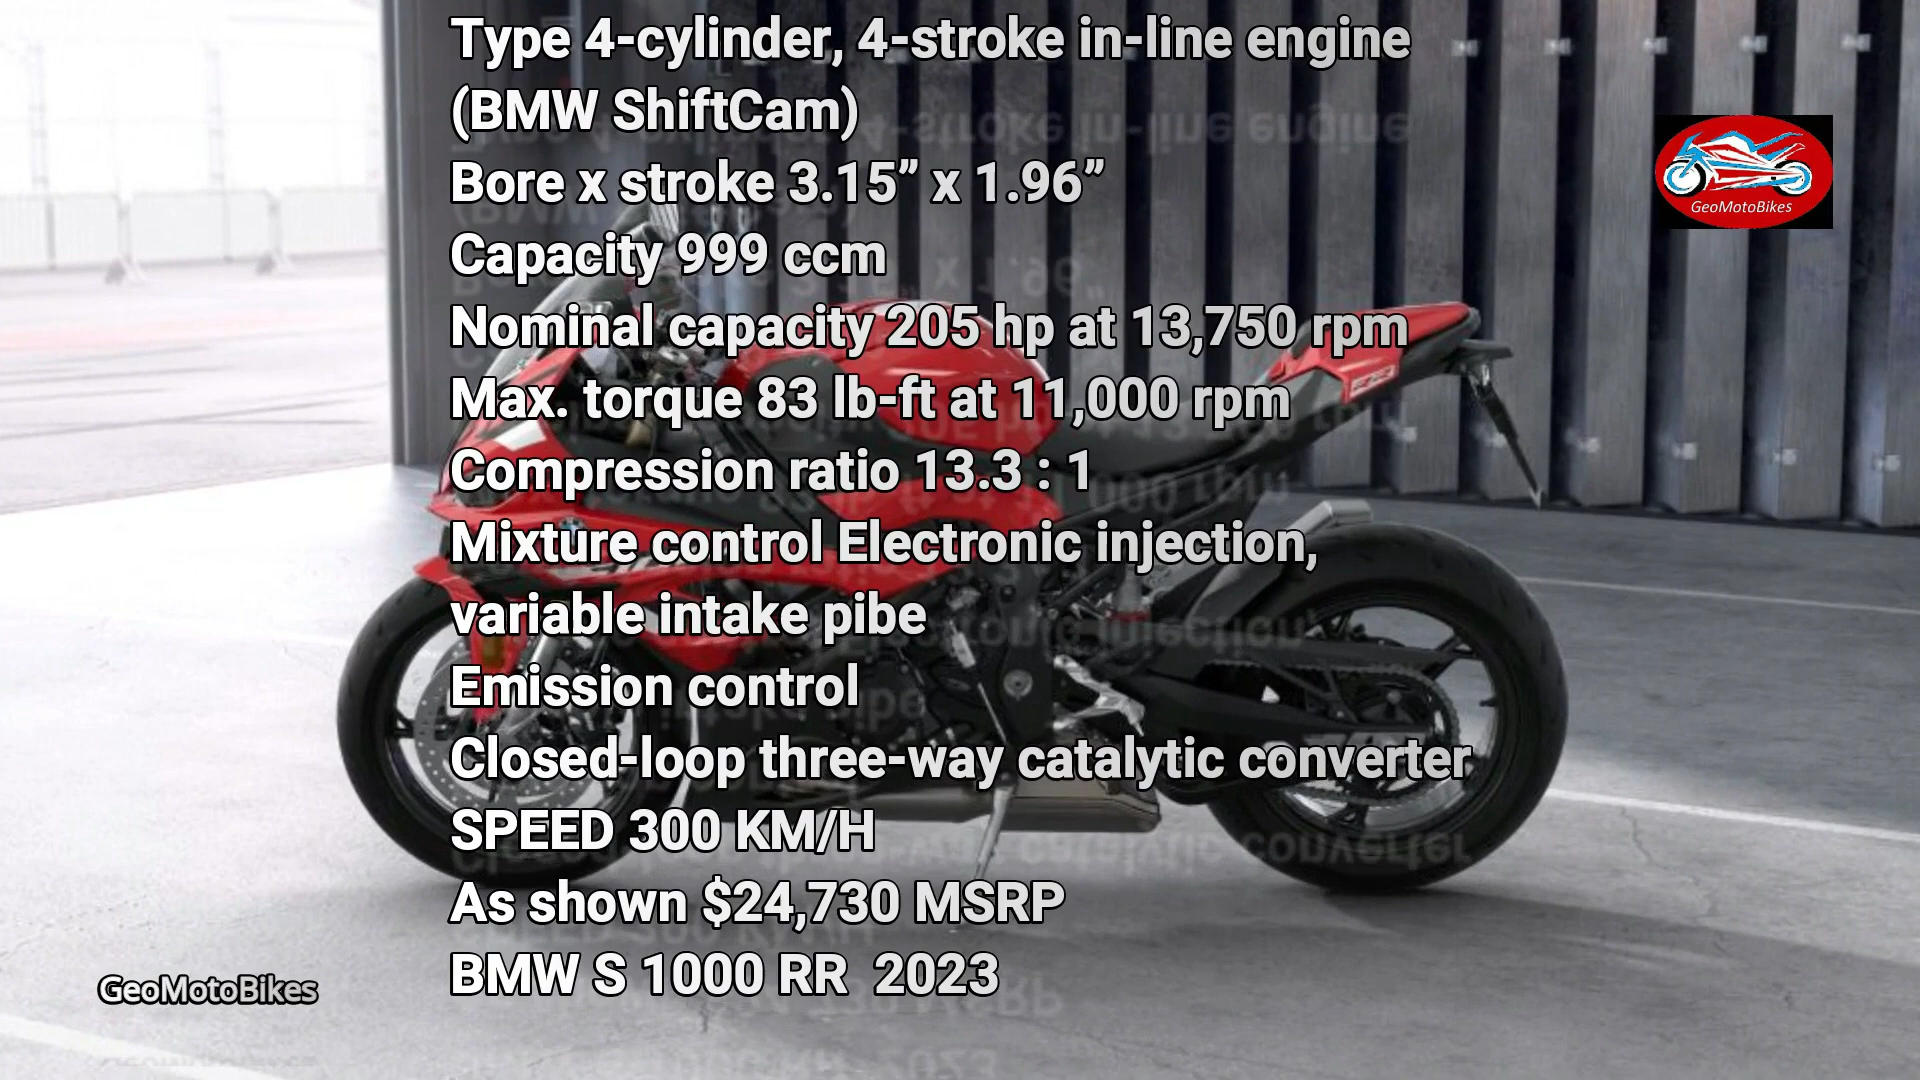 Type 4-cylinder, 4-stroke in-line engine
(BMW ShiftCam)
Bore x stroke 3.15” x 1.96”
Capacity 999 ccm
Nominal capacity 205 hp at 13,750 rpm
Max. torque 83 lb-ft at 11,000 rpm
Compression ratio 13.3 : 1
Mixture control Electronic injection,
variable intake pibe
Emission control
Closed-loop three-way catalytic converter
SPEED 300 KM/H
As shown $24,730 MSRP
BMW S 1000 RR  2023
GeoMotoBikes
GeoMotoBikes